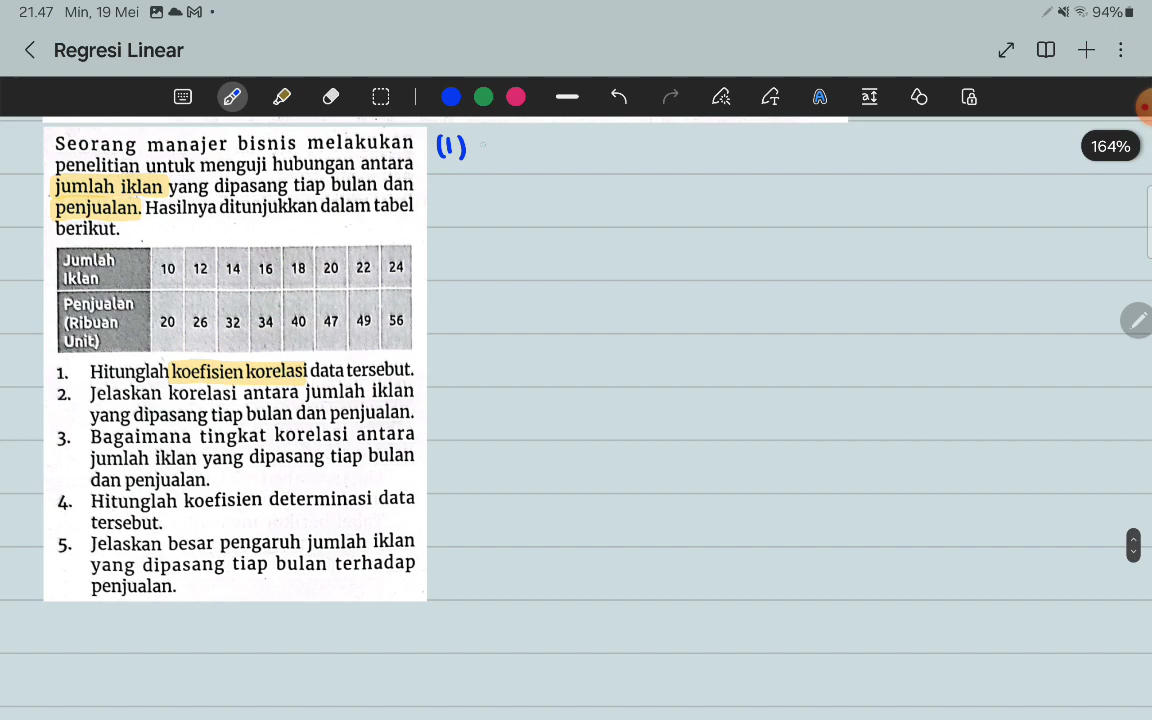 21.47 Min, 19 Mei
94%
Regresi Linear
164%
Seorang manajer bisnis melakukan
penelitian untuk menguji hubungan antara
jumlah iklan yang dipasang tiap bulan dan
penjualan. Hasilnya ditunjukkan dalam tabel
berikut.
Jumlah
Iklan
10 12 14 16 18 20 22 24
Penjualan
(Ribuan
Unit)
20 26 32 34 40 47 49 56
1. Hitunglah koefisien korelasi data tersebut.
2. Jelaskan korelasi antara jumlah iklan
yang dipasang tiap bulan dan penjualan.
3. Bagaimana tingkat korelasi antara
jumlah iklan yang dipasang tiap bulan
dan penjualan.
4. Hitunglah koefisien determinasi data
tersebut.
5. Jelaskan besar pengaruh jumlah iklan
yang dipasang tiap bulan terhadap
penjualan.
(1)